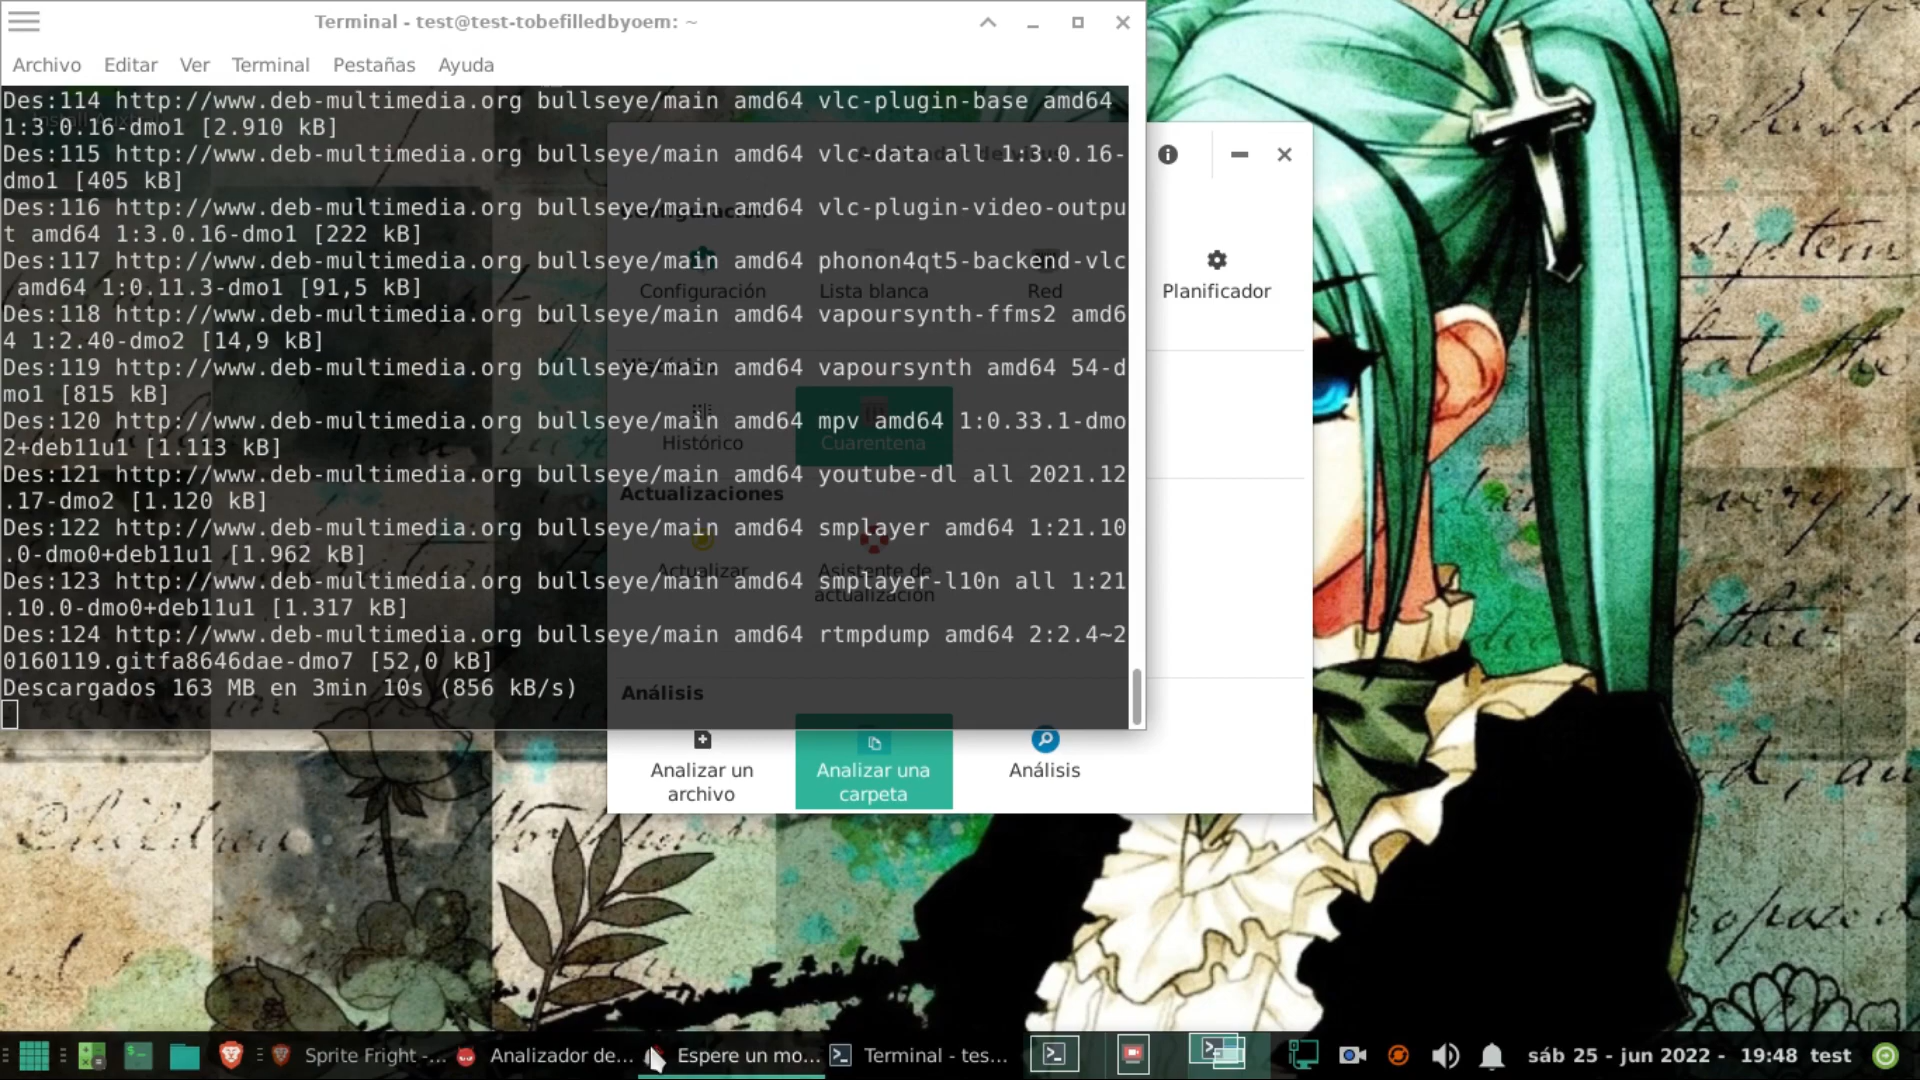 Terminal - test@test-tobefilledbyoem: ~
Archivo Editar Ver Terminal Pestañas Ayuda
Des:114 http://www.deb-multimedia.org bullseye/main amd64 vlc-plugin-base amd64
1:3.0.16-dmo1 [2.910 kB]
Des:115 http://www.deb-multimedia.org bullseye/main amd64 vlc-data all 1:3.0.16-
dmo1 [405 kB]
Des:116 http://www.deb-multimedia.org bullseye/main amd64 vlc-plugin-video-outpu
t amd64 1:3.0.16-dmo1 [222 kB]
Des:117 http://www.deb-multimedia.org bullseye/main amd64 phonon4qt5-backend-vlc
amd64 1:0.11.3-dmo1 [91,5 kB]
Des:118 http://www.deb-multimedia.org bullseye/main amd64 vapoursynth-ffms2 amd6
4 1:2.40-dmo2 [14,9 kB]
Des:119 http://www.deb-multimedia.org bullseye/main amd64 vapoursynth amd64 54-d
mo1 [815 kB]
Des:120 http://www.deb-multimedia.org bullseye/main amd64 mpv amd64 1:0.33.1-dmo
2+deb11u1 [1.113 kB]
Des:121 http://www.deb-multimedia.org bullseye/main amd64 youtube-dl all 2021.12
.17-dmo2 [1.120 kB]
Des:122 http://www.deb-multimedia.org bullseye/main amd64 smplayer amd64 1:21.10
.0-dmo0+deb11u1 [1.962 kB]
Des:123 http://www.deb-multimedia.org bullseye/main amd64 smplayer-l10n all 1:21
.10.0-dmo0+deb11u1 [1.317 kB]
Des:124 http://www.deb-multimedia.org bullseye/main amd64 rtmpdump amd64 2:2.4~2
0160119.gitfa8646dae-dmo7 [52,0 kB]
Descargados 163 MB en 3min 10s (856 kB/s)
Configuración
Configuración Lista blanca Red Planificador
Histórico
Histórico Cuarentena
Actualizaciones
Actualizar Asistente de
actualización
Análisis
Analizar un
archivo
Analizar una
carpeta
Análisis
system
Sprite Fright -... Analizador de... Espere un mo... Terminal - tes... sáb 25 - jun 2022 - 19:48 test